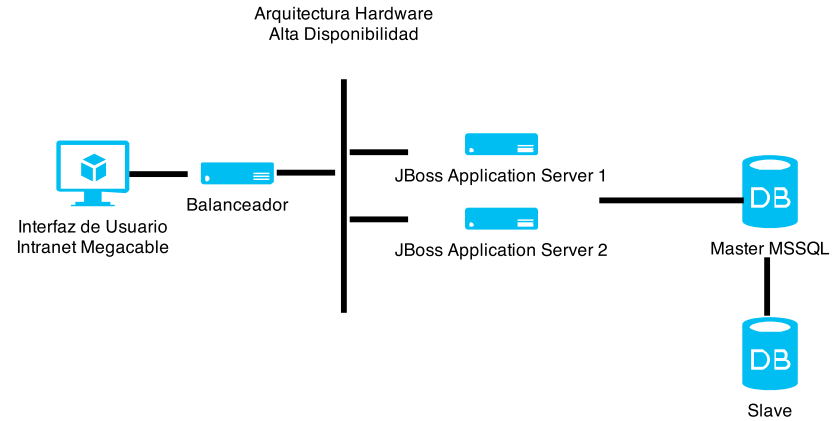 Arquitectura Hardware
Alta Disponibilidad
JBoss Application Server 1
Balanceador
Interfaz de Usuario
Intranet Megacable
JBoss Application Server 2
DB
Master MSSQL
DB
Slave